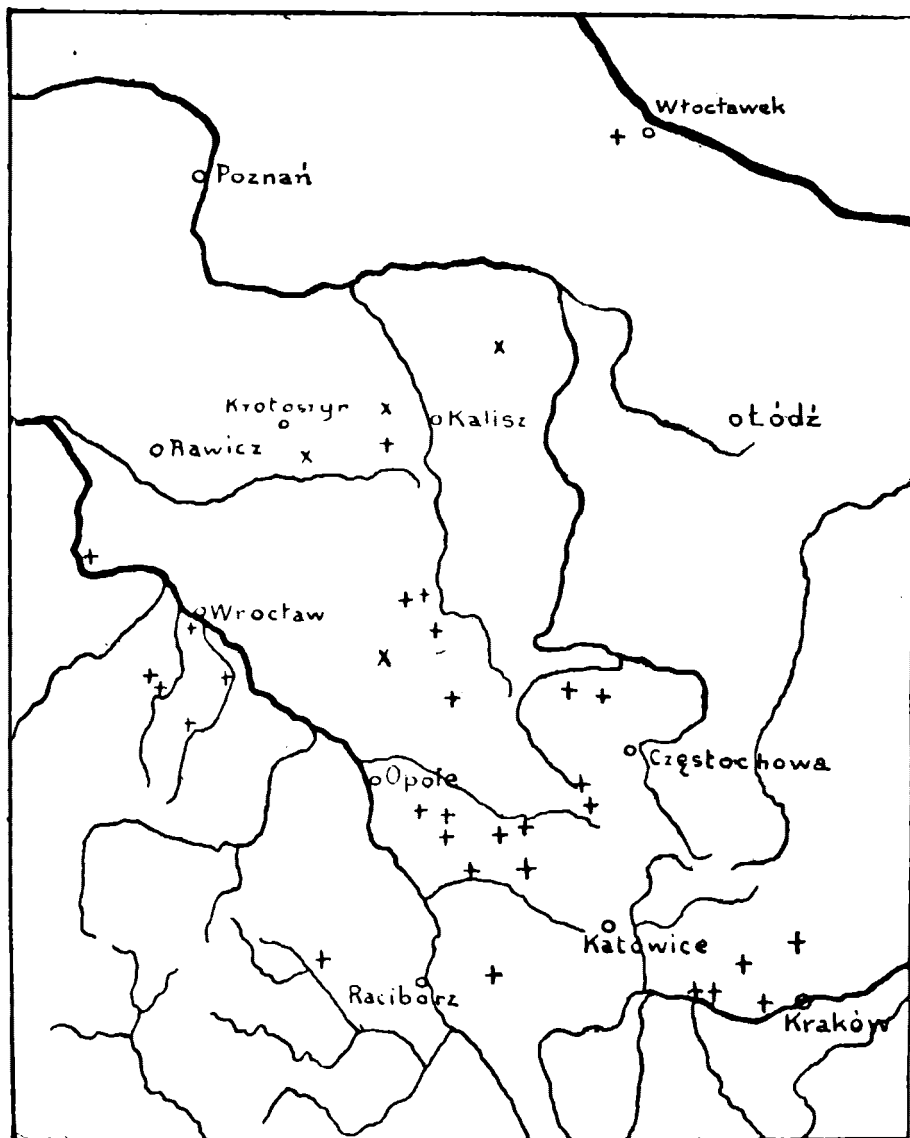 Włocławek
Poznań
Krotoszyn
Kalisz
Łódź
Rawicz
Wrocław
Częstochowa
Opole
Katowice
Racibórz
Kraków